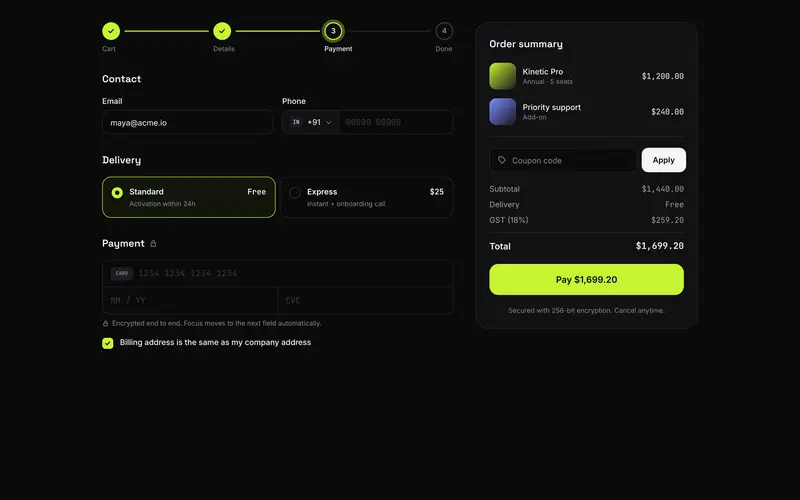 3
4
Cart
Details
Payment
Done
Contact
Email
Phone
maya@acme.io
IN +91
00000 00000
Delivery
Standard
Free
Activation within 24h
Express
$25
Instant + onboarding call
Payment
CARD
1234 1234 1234 1234
MM / YY
CVC
Encrypted end to end. Focus moves to the next field automatically.
Billing address is the same as my company address
Order summary
Kinetic Pro
$1,200.00
Annual · 5 seats
Priority support
$240.00
Add-on
Coupon code
Apply
Subtotal
$1,440.00
Delivery
Free
GST (18%)
$259.20
Total
$1,699.20
Pay $1,699.20
Secured with 256-bit encryption. Cancel anytime.